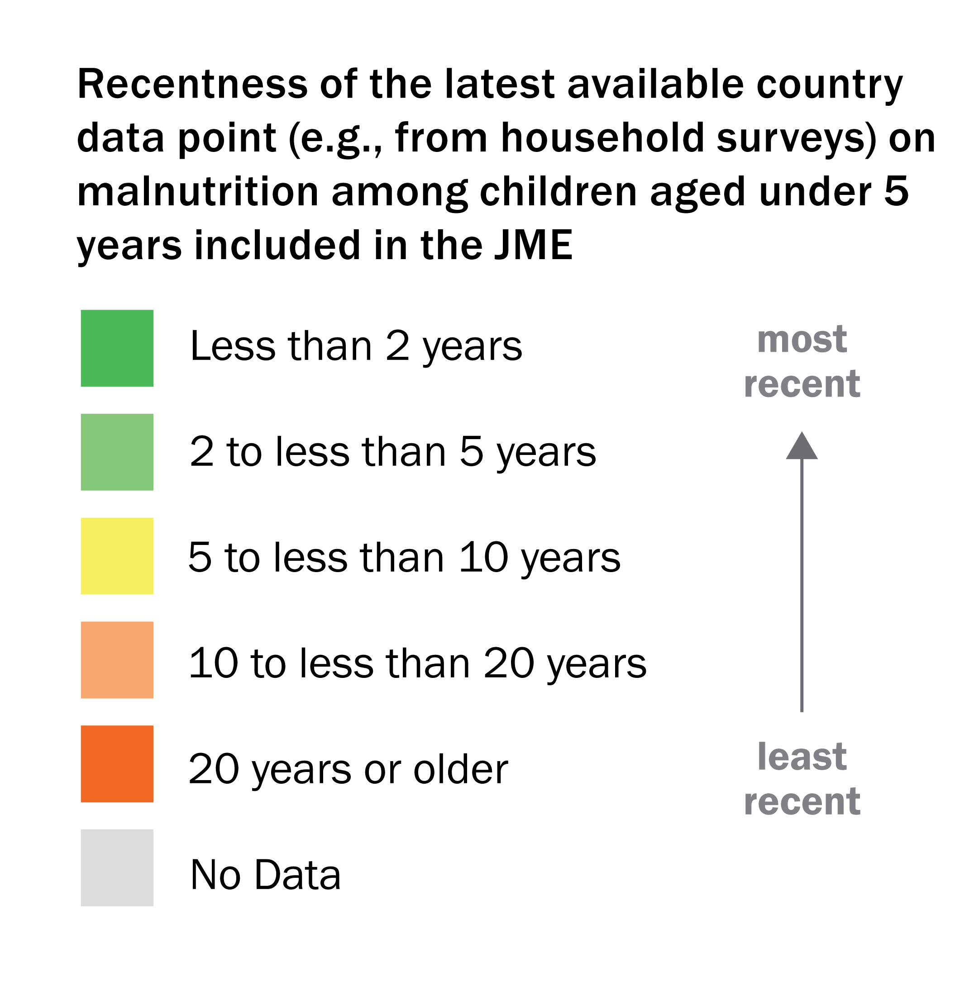 Recentness of the latest available country
data point (e.g., from household surveys) on
malnutrition among children aged under 5
years included in the JME
Less than 2 years
2 to less than 5 years
5 to less than 10 years
10 to less than 20 years
20 years or older
No Data
most
recent
least
recent